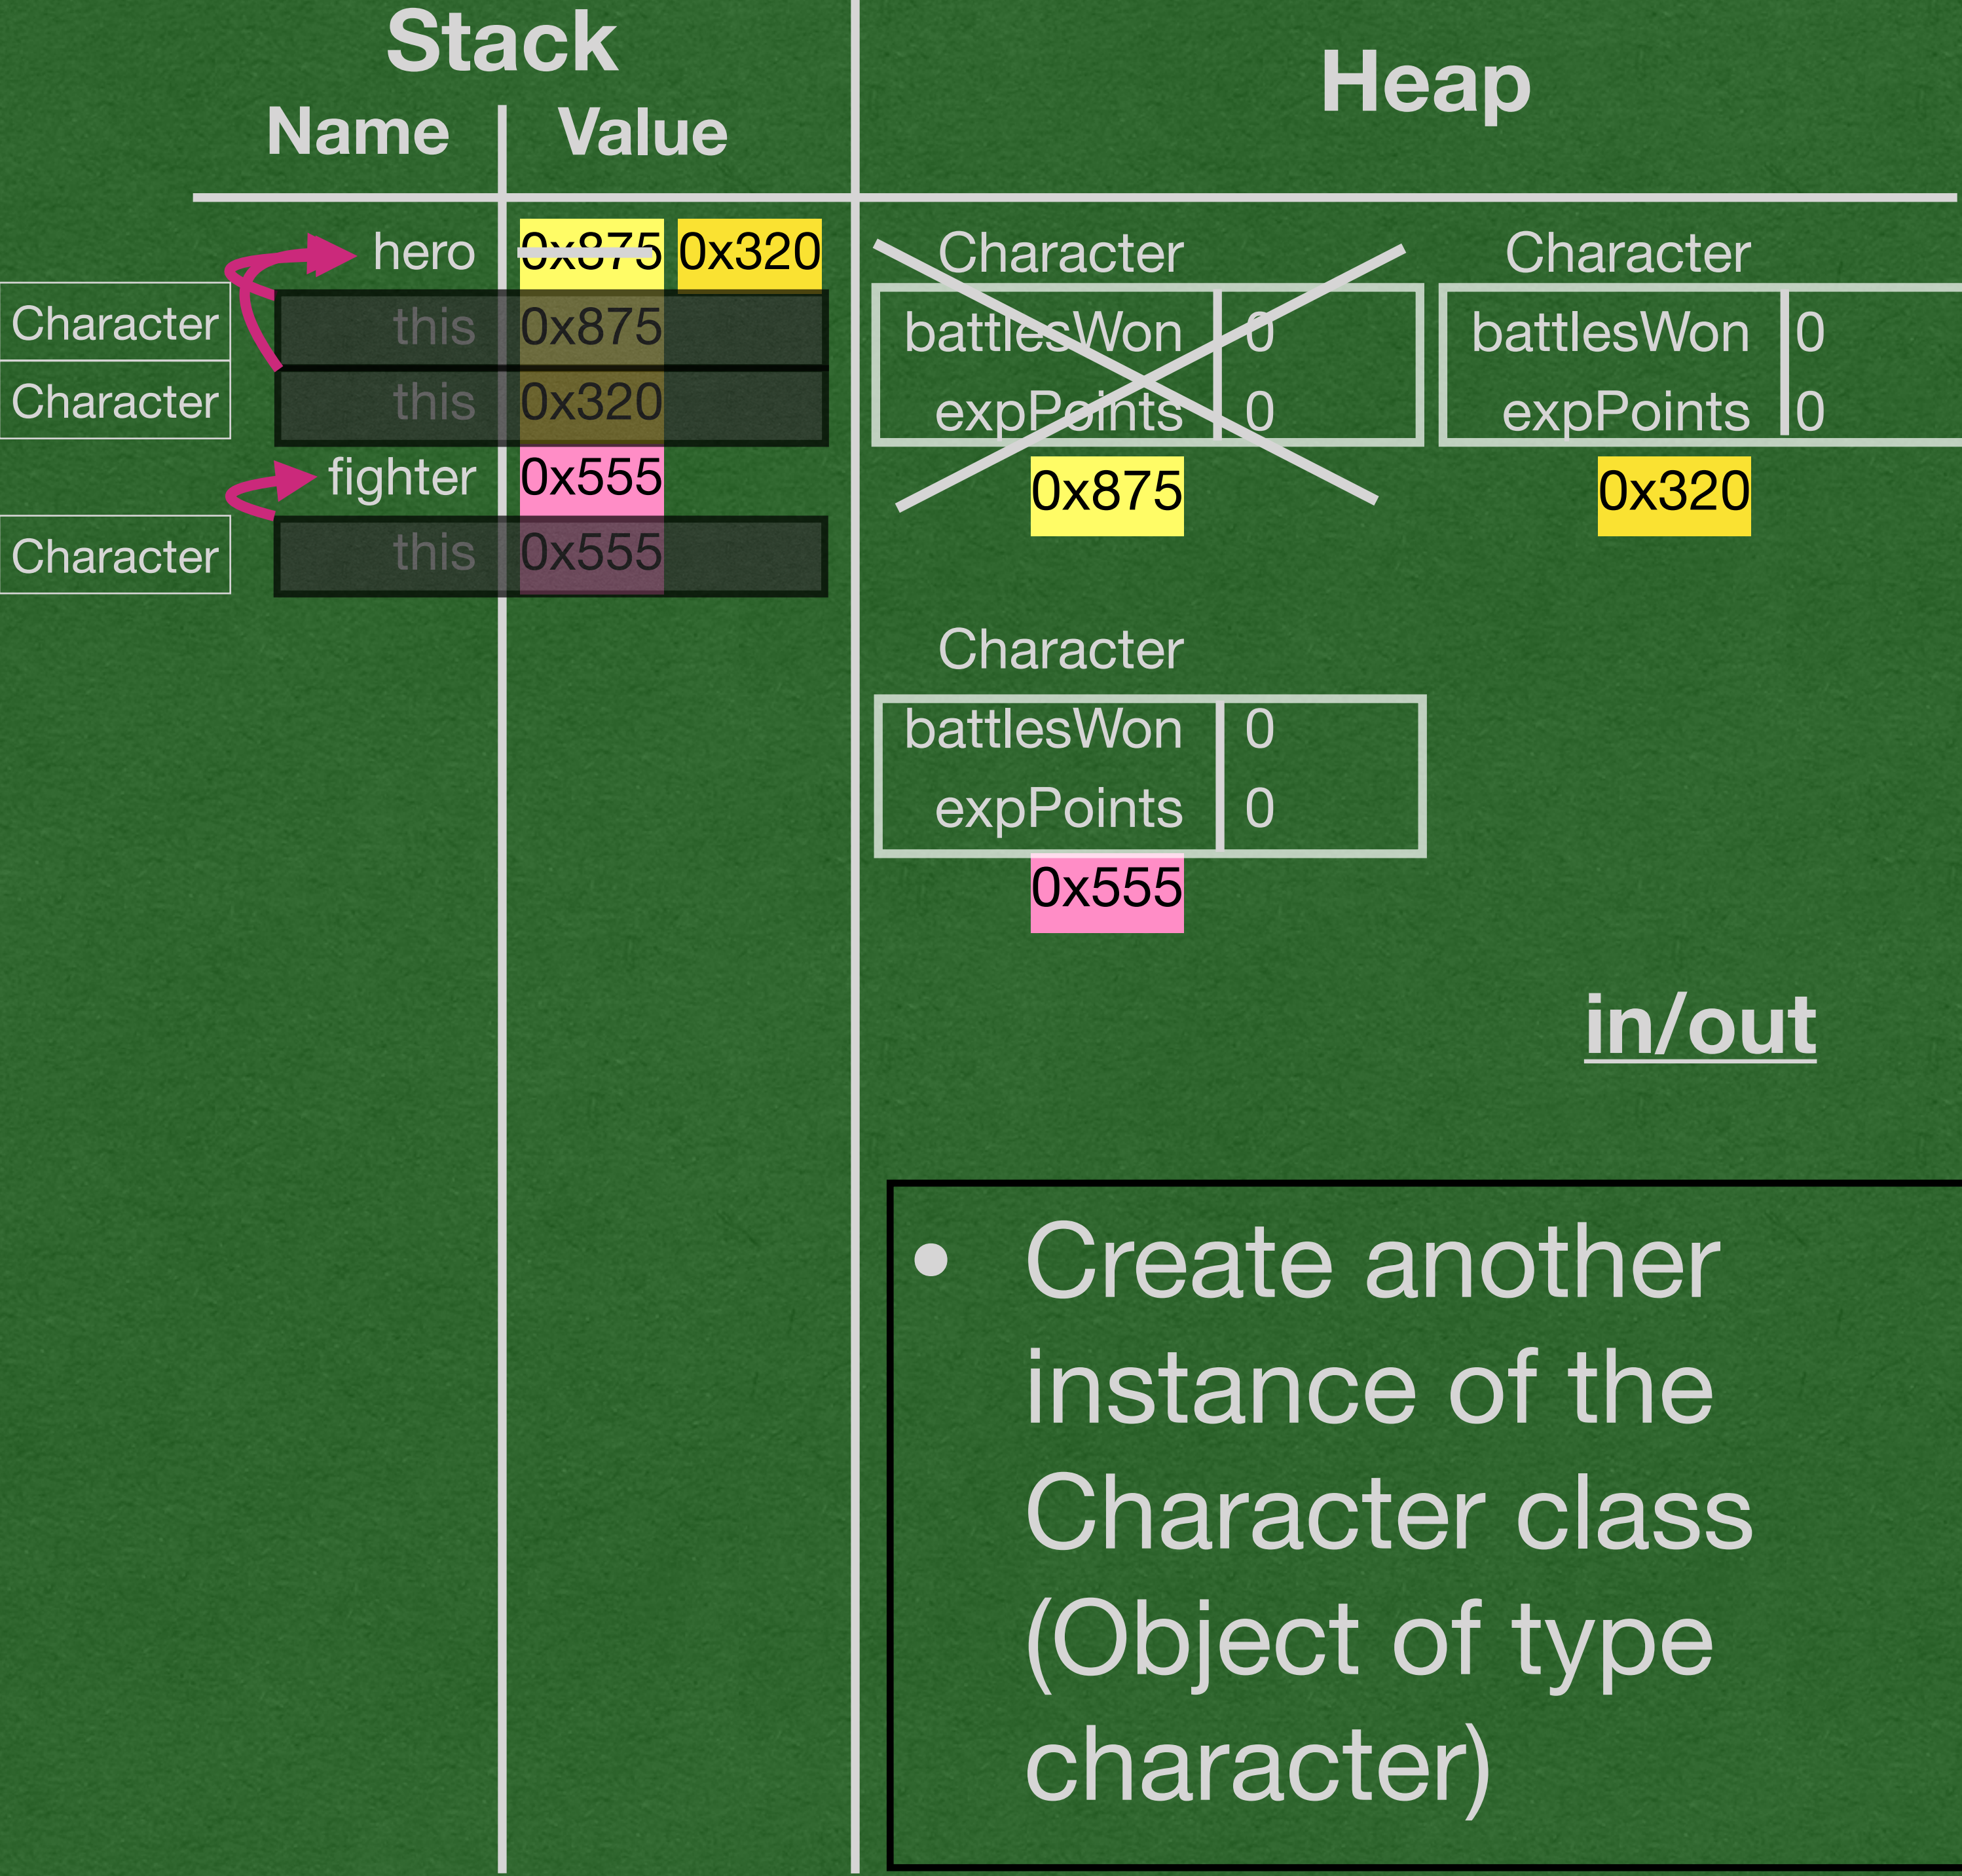 Stack
Heap
Name Value
hero 0x875 0x320
Character this 0x875
Character this 0x320
fighter 0x555
Character this 0x555
Character
battlesWon 0
expPoints 0
0x875
Character
battlesWon 0
expPoints 0
0x320
Character
battlesWon 0
expPoints 0
0x555
in/out
• Create another
instance of the
Character class
(Object of type
character)